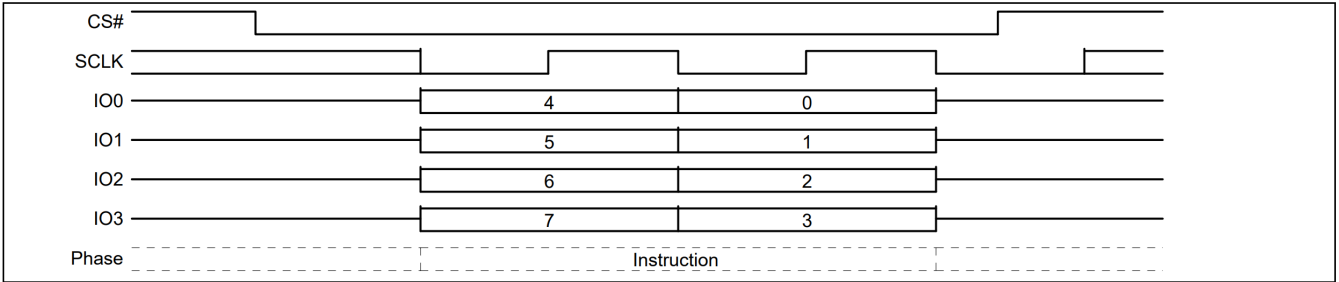 CS#
SCLK
IO0 4 0
IO1 5 1
IO2 6 2
IO3 7 3
Phase Instruction